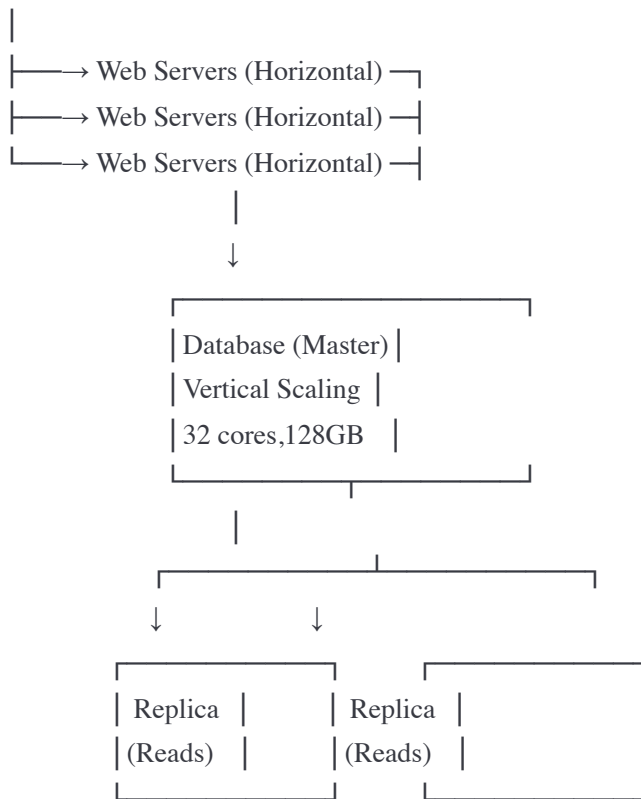 → Web Servers (Horizontal)
→ Web Servers (Horizontal)
→ Web Servers (Horizontal)
↓
Database (Master)
Vertical Scaling
32 cores,128GB
↓ ↓
Replica Replica
(Reads) (Reads)